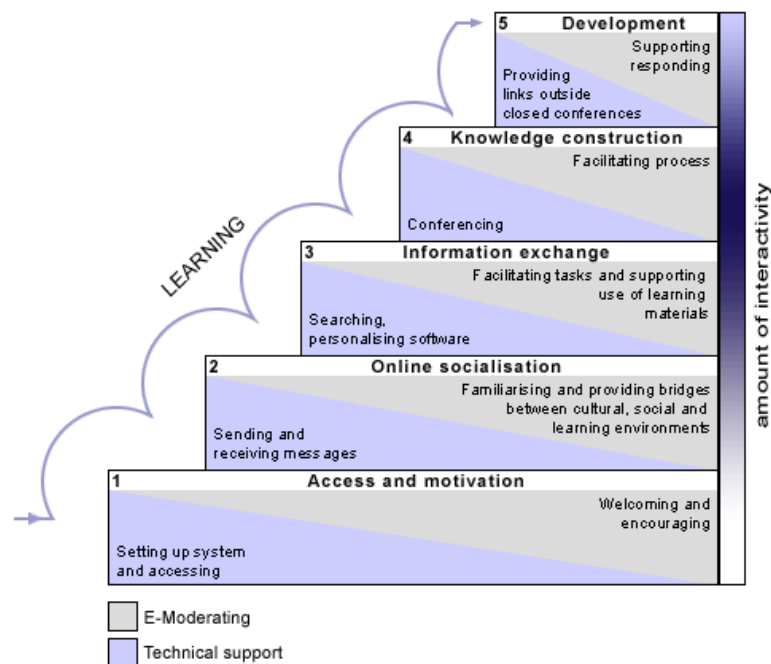 5 Development
Supporting
responding
Providing
links outside
closed conferences
4 Knowledge construction
Facilitating process
Conferencing
3 Information exchange
Facilitating tasks and supporting
use of learning
materials
Searching,
personalising software
2 Online socialisation
Familiarising and providing bridges
between cultural, social and
learning environments
Sending and
receiving messages
1 Access and motivation
Welcoming and
encouraging
Setting up system
and accessing
LEARNING
amount of interactivity
E-Moderating
Technical support